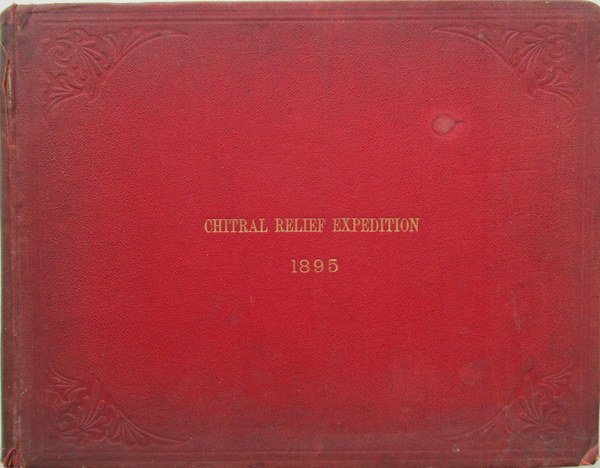 CHITRAL RELIEF EXPEDITION
1895